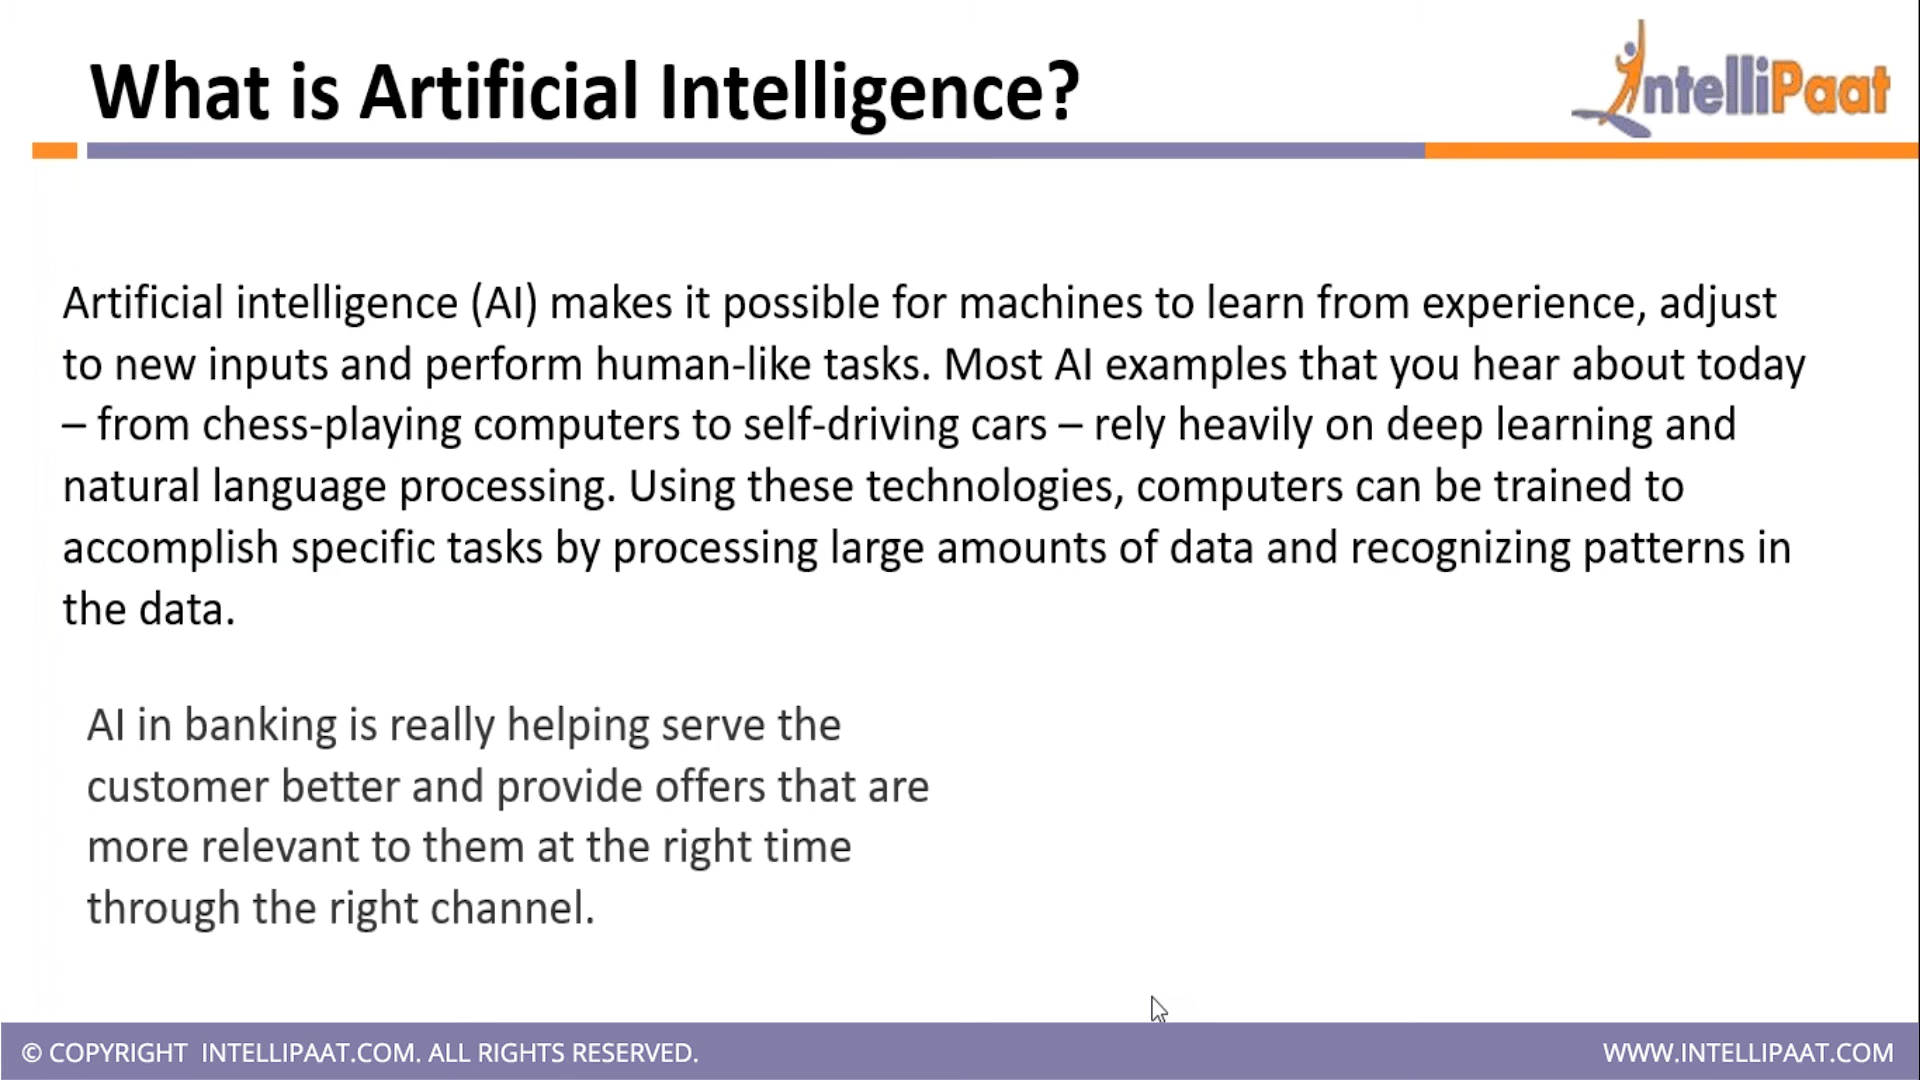 What is Artificial Intelligence?
IntelliPaat
Artificial intelligence (AI) makes it possible for machines to learn from experience, adjust
to new inputs and perform human-like tasks. Most AI examples that you hear about today
– from chess-playing computers to self-driving cars – rely heavily on deep learning and
natural language processing. Using these technologies, computers can be trained to
accomplish specific tasks by processing large amounts of data and recognizing patterns in
the data.
AI in banking is really helping serve the
customer better and provide offers that are
more relevant to them at the right time
through the right channel.
© COPYRIGHT INTELLIPAAT.COM. ALL RIGHTS RESERVED.
WWW.INTELLIPAAT.COM